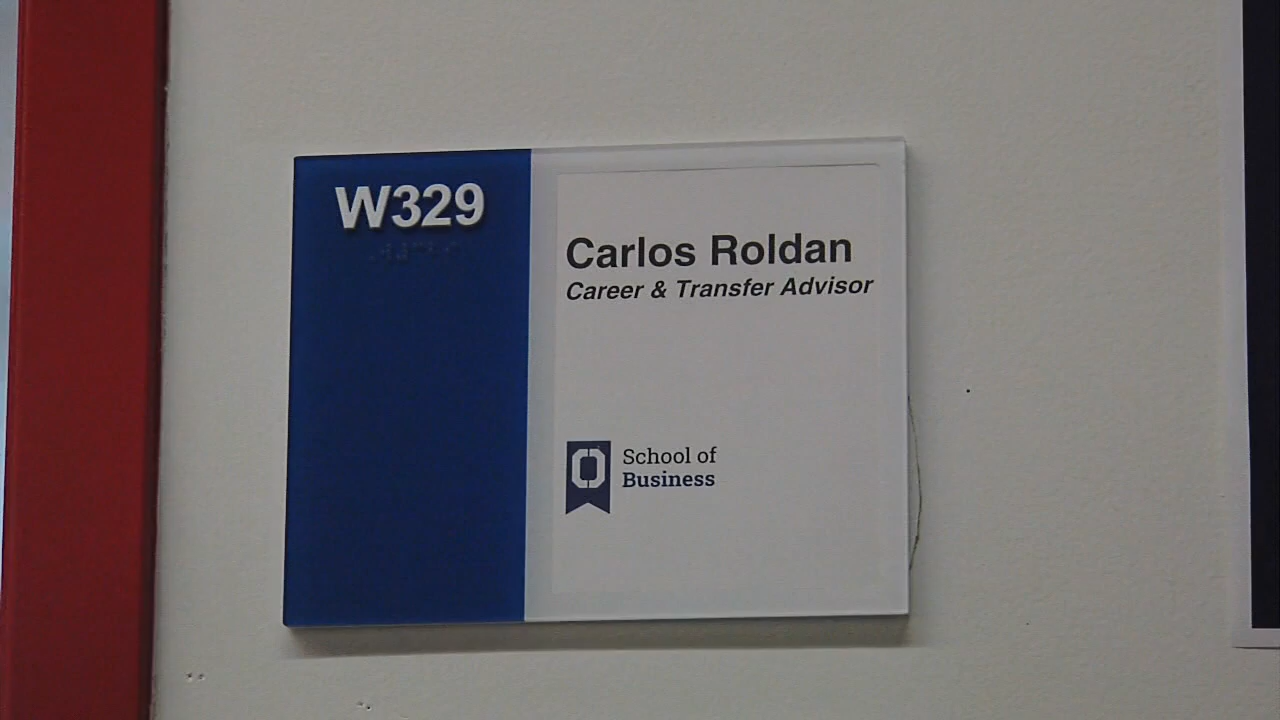 W329
Carlos Roldan
Career & Transfer Advisor
School of
Business